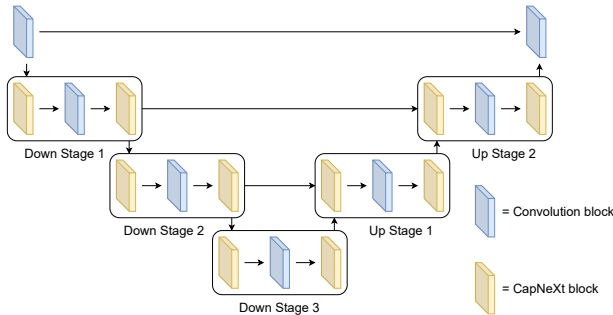 Down Stage 1
Up Stage 2
Down Stage 2
Up Stage 1
= Convolution block
Down Stage 3
= CapNeXt block